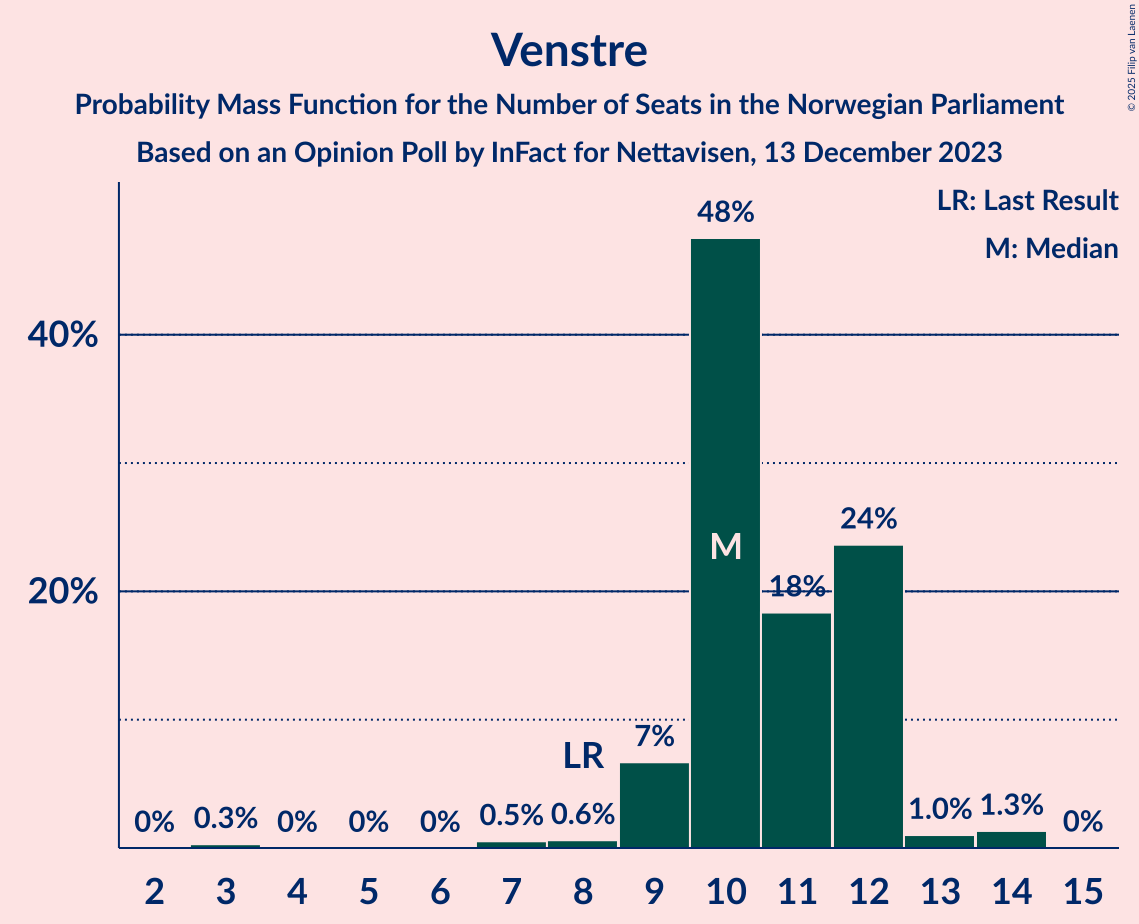 Venstre
Probability Mass Function for the Number of Seats in the Norwegian Parliament
Based on an Opinion Poll by InFact for Nettavisen, 13 December 2023
© 2025 Filip van Laenen
LR: Last Result
M: Median
48%
40%
M
24%
20%
18%
LR
7%
0% 0.3% 0% 0% 0% 0.5% 0.6% 1.0% 1.3% 0%
2 3 4 5 6 7 8 9 10 11 12 13 14 15